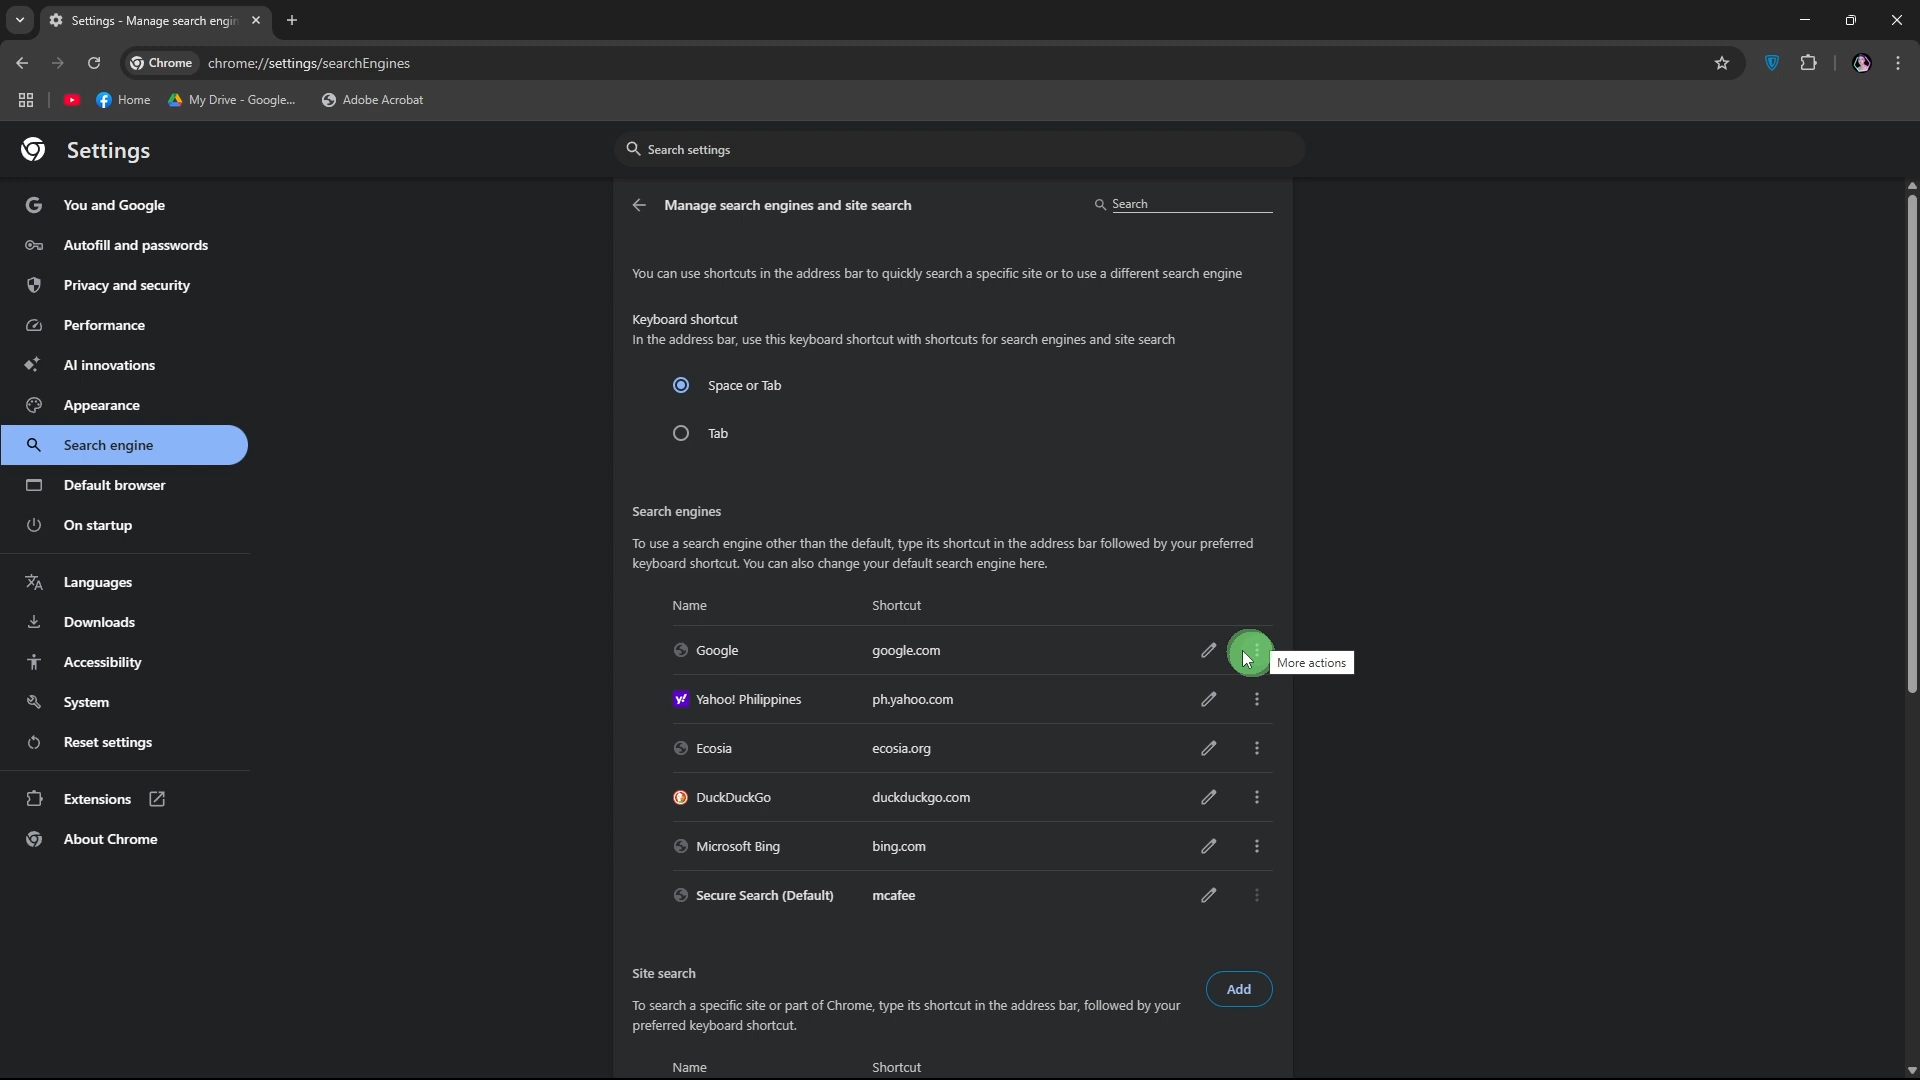 Settings - Manage search engin
Chrome chrome://settings/searchEngines
Home My Drive - Google... Adobe Acrobat
Settings
Search settings
You and Google
Autofill and passwords
Privacy and security
Performance
AI innovations
Appearance
Search engine
Default browser
On startup
Languages
Downloads
Accessibility
System
Reset settings
Extensions
About Chrome
Manage search engines and site search
Search
You can use shortcuts in the address bar to quickly search a specific site or to use a different search engine
Keyboard shortcut
In the address bar, use this keyboard shortcut with shortcuts for search engines and site search
Space or Tab
Tab
Search engines
To use a search engine other than the default, type its shortcut in the address bar followed by your preferred
keyboard shortcut. You can also change your default search engine here.
Name Shortcut
Google google.com
More actions
y! Yahoo! Philippines ph.yahoo.com
Ecosia ecosia.org
DuckDuckGo duckduckgo.com
Microsoft Bing bing.com
Secure Search (Default) mcafee
Site search
Add
To search a specific site or part of Chrome, type its shortcut in the address bar, followed by your
preferred keyboard shortcut.
Name Shortcut